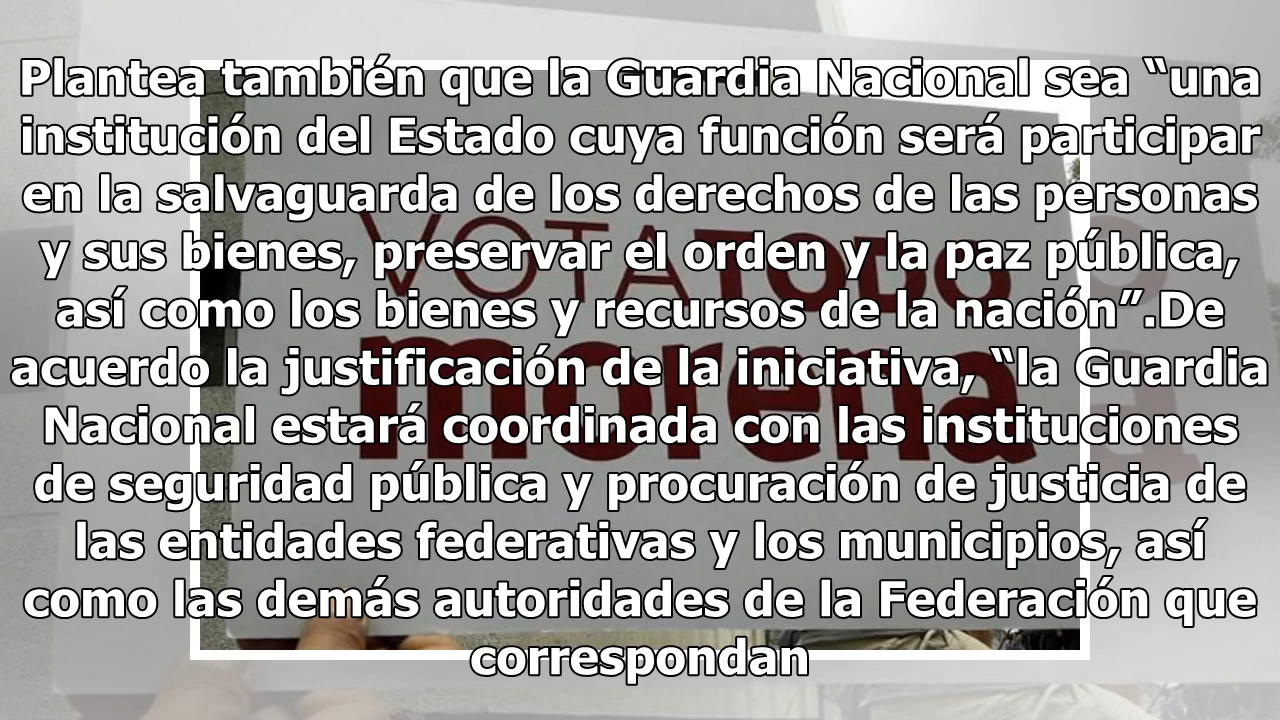 Plantea también que la Guardia Nacional sea “una
institución del Estado cuya función será participar
en la salvaguarda de los derechos de las personas
y sus bienes, preservar el orden y la paz pública,
así como los bienes y recursos de la nación”.De
acuerdo la justificación de la iniciativa, “la Guardia
Nacional estará coordinada con las instituciones
de seguridad pública y procuración de justicia de
las entidades federativas y los municipios, así
como las demás autoridades de la Federación que
correspondan
VOTA TODO
morena